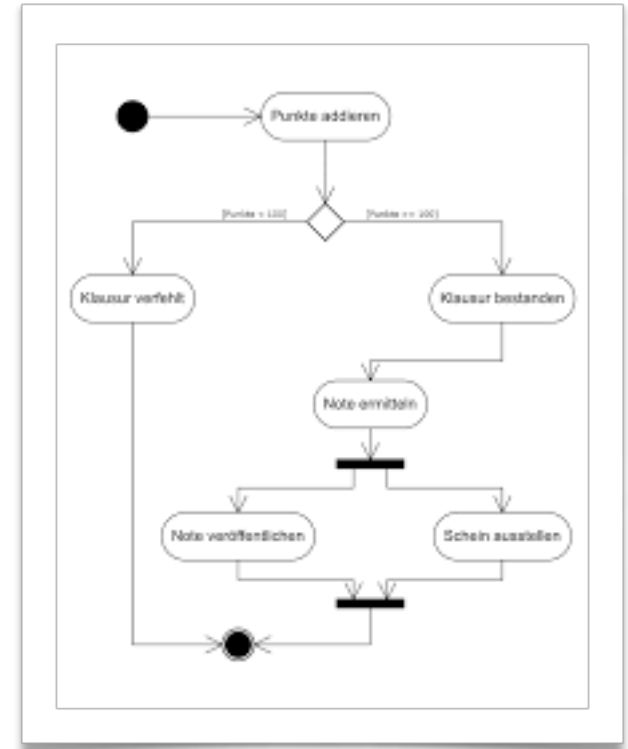 Punkte addieren
[Punkte < 100]
[Punkte >= 100]
Klausur verfehlt
Klausur bestanden
Note ermitteln
Note veröffentlichen
Schein ausstellen